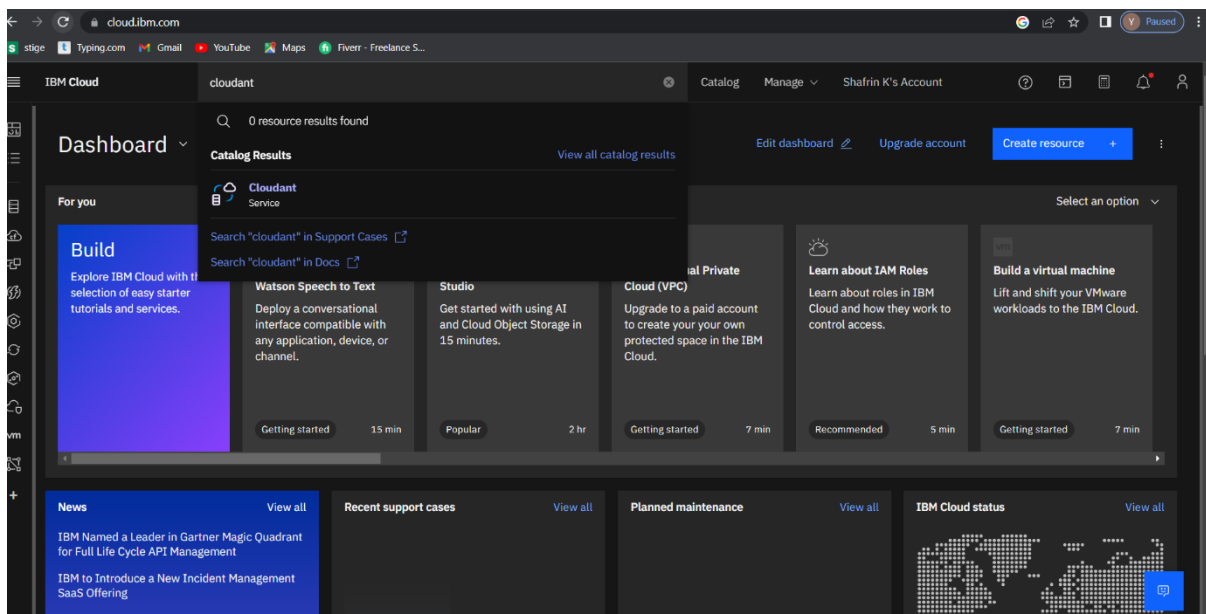 cloud.ibm.com
Y Paused
S stige
t Typing.com
Gmail
YouTube
Maps
Fiverr - Freelance S...
IBM Cloud
cloudant
Catalog
Manage
Shafrin K's Account
0 resource results found
Catalog Results
View all catalog results
Cloudant
Service
Search "cloudant" in Support Cases
Search "cloudant" in Docs
Dashboard
Edit dashboard
Upgrade account
Create resource +
For you
Select an option
Build
Explore IBM Cloud with th
selection of easy starter
tutorials and services.
Watson Speech to Text
Deploy a conversational
interface compatible with
any application, device, or
channel.
Getting started
15 min
Studio
Get started with using AI
and Cloud Object Storage in
15 minutes.
Popular
2 hr
al Private
Cloud (VPC)
Upgrade to a paid account
to create your your own
protected space in the IBM
Cloud.
Getting started
7 min
Learn about IAM Roles
Learn about roles in IBM
Cloud and how they work to
control access.
Recommended
5 min
vm
Build a virtual machine
Lift and shift your VMware
workloads to the IBM Cloud.
Getting started
7 min
vm
News
View all
IBM Named a Leader in Gartner Magic Quadrant
for Full Life Cycle API Management
IBM to Introduce a New Incident Management
SaaS Offering
Recent support cases
View all
Planned maintenance
View all
IBM Cloud status
View all